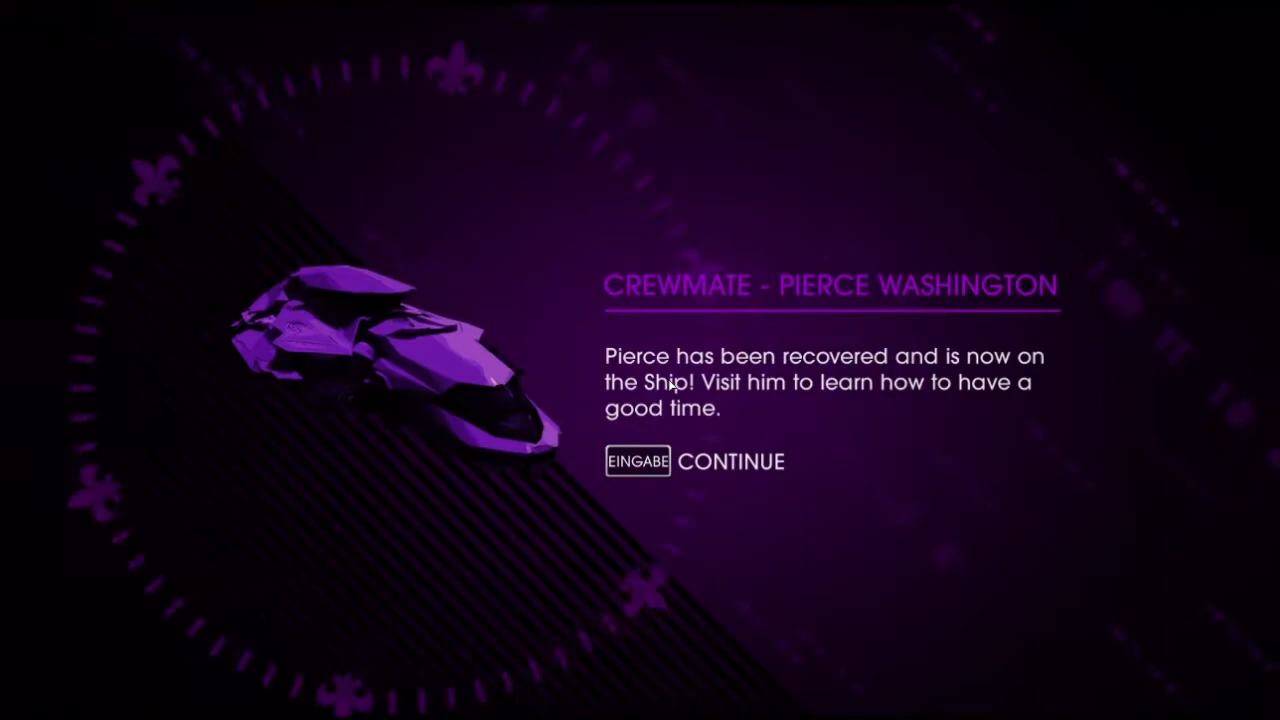 CREWMATE - PIERCE WASHINGTON
Pierce has been recovered and is now on
the Ship! Visit him to learn how to have a
good time.
EINGABE CONTINUE